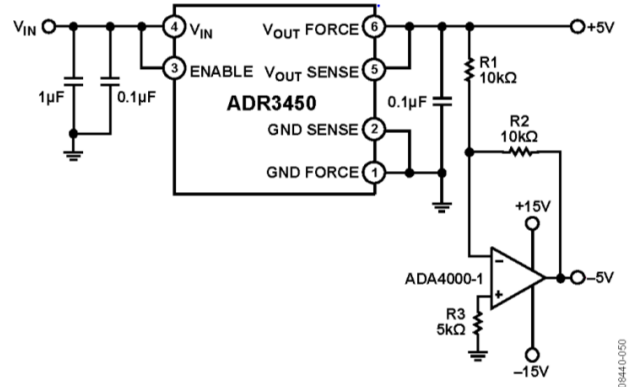 VIN
4
VIN
VOUT FORCE
6
+5V
3
ENABLE
VOUT SENSE
5
R1
10kΩ
1µF
0.1µF
ADR3450
0.1µF
GND SENSE
2
R2
10kΩ
GND FORCE
1
+15V
ADA4000-1
−
+
–5V
R3
5kΩ
–15V
08440-050